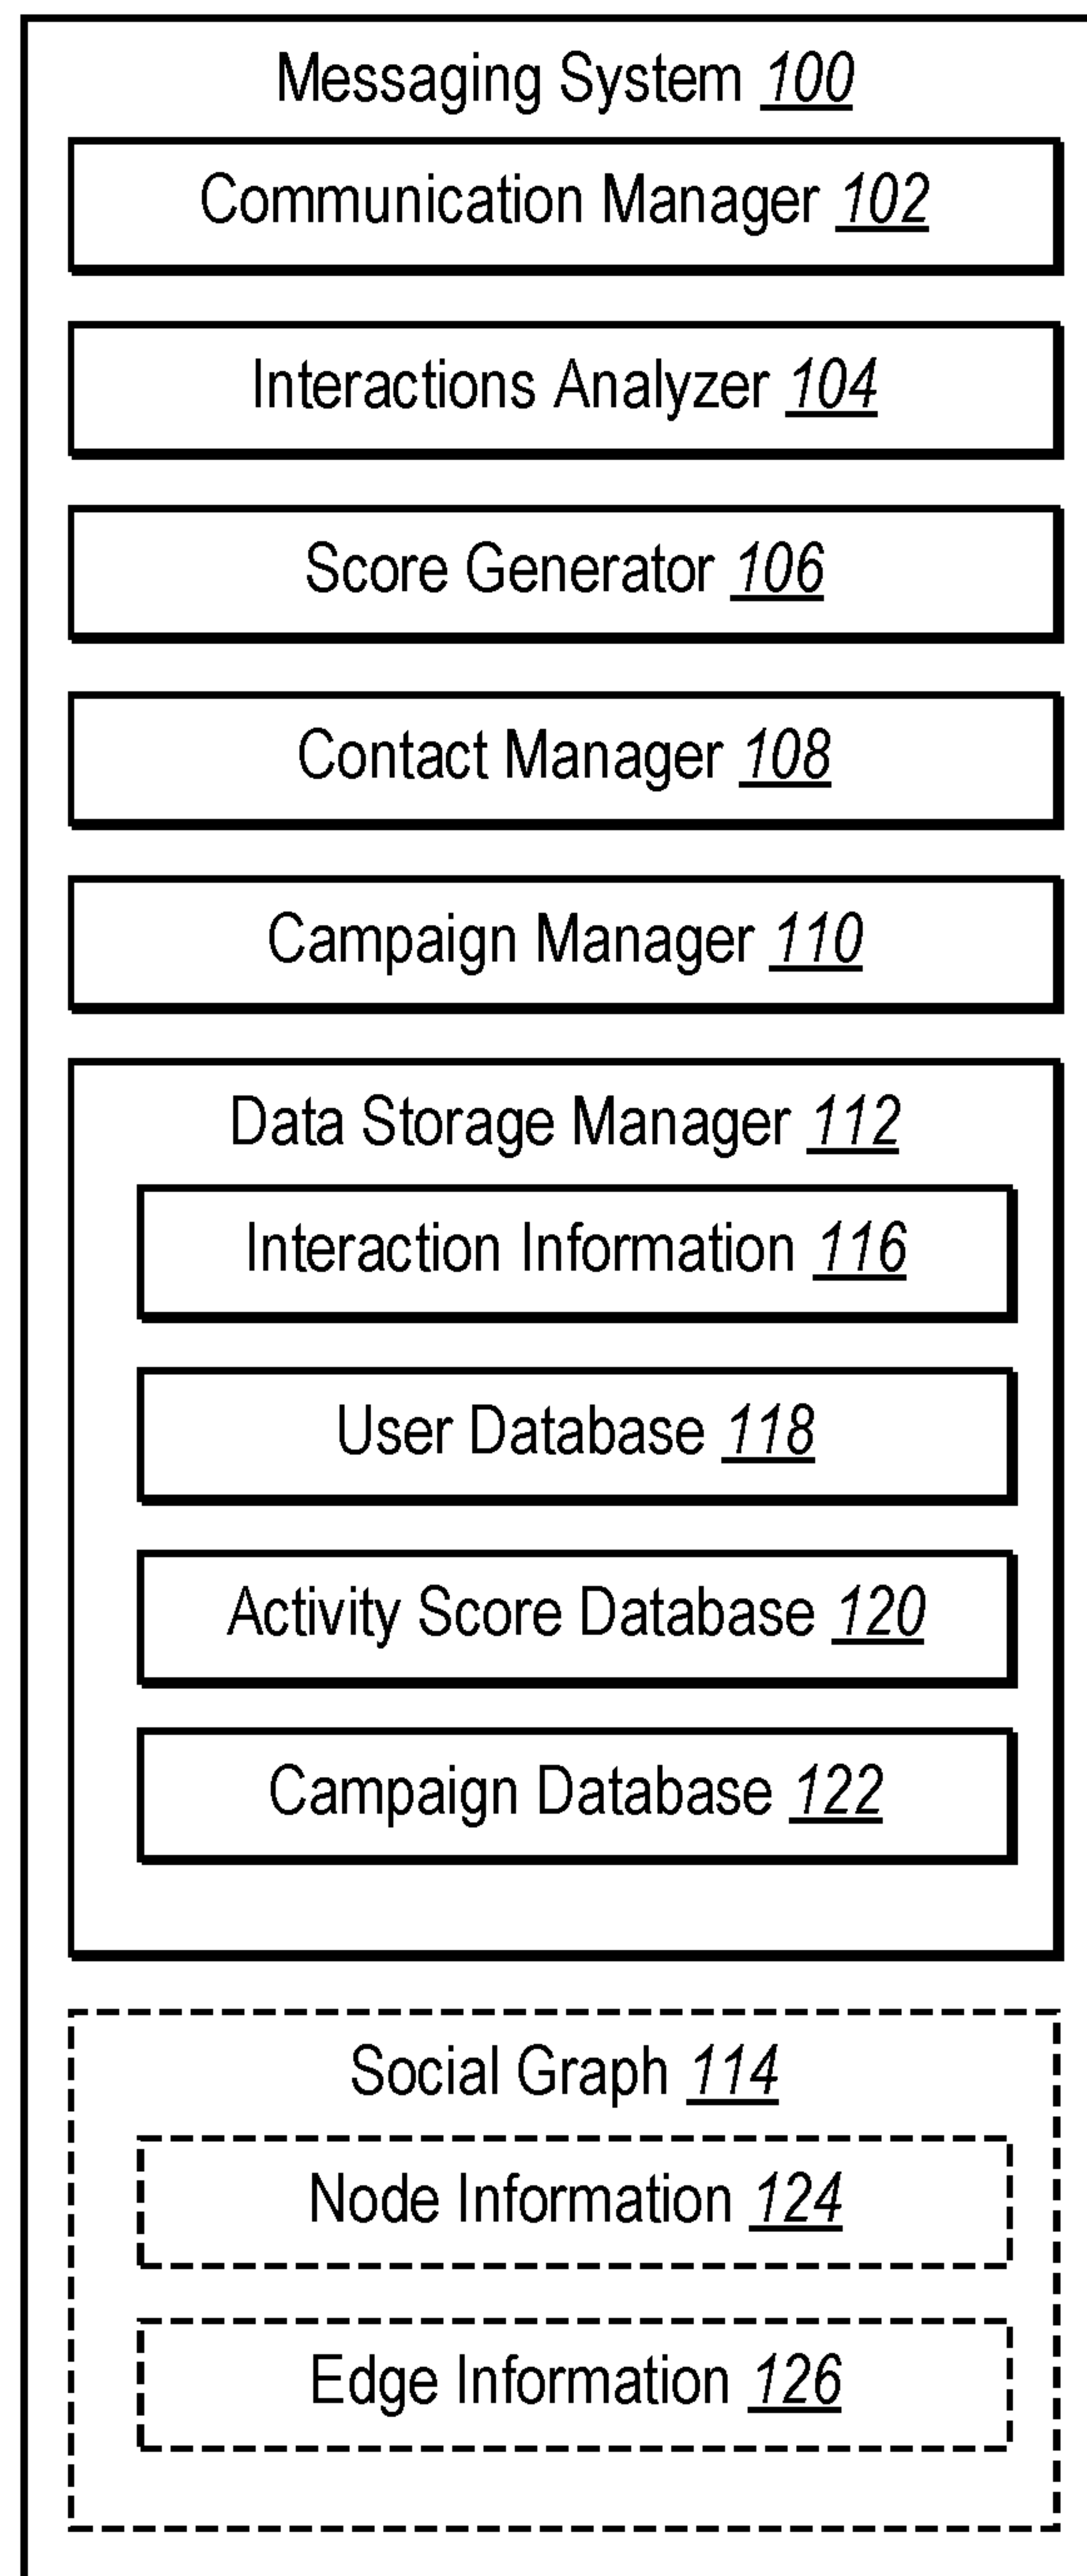 Messaging System 100
Communication Manager 102
Interactions Analyzer 104
Score Generator 106
Contact Manager 108
Campaign Manager 110
Data Storage Manager 112
Interaction Information 116
User Database 118
Activity Score Database 120
Campaign Database 122
Social Graph 114
Node Information 124
Edge Information 126